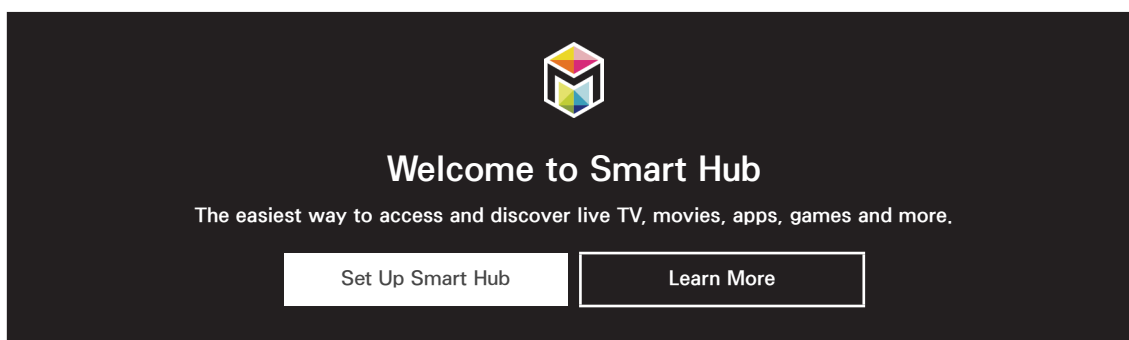 Welcome to Smart Hub
The easiest way to access and discover live TV, movies, apps, games and more.
Set Up Smart Hub
Learn More